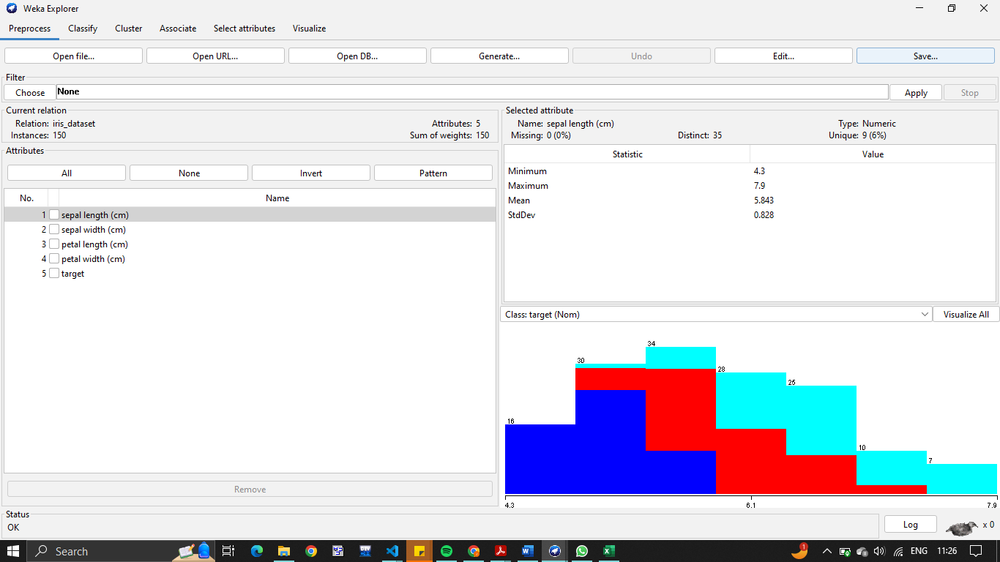 Weka Explorer
Preprocess Classify Cluster Associate Select attributes Visualize
Open file... Open URL... Open DB... Generate... Undo Edit... Save...
Filter
Choose None Apply Stop
Current relation
Relation: iris_dataset Attributes: 5
Instances: 150 Sum of weights: 150
Attributes
All None Invert Pattern
No. Name
1 sepal length (cm)
2 sepal width (cm)
3 petal length (cm)
4 petal width (cm)
5 target
Remove
Selected attribute
Name: sepal length (cm) Type: Numeric
Missing: 0 (0%) Distinct: 35 Unique: 9 (6%)
Statistic Value
Minimum 4.3
Maximum 7.9
Mean 5.843
StdDev 0.828
Class: target (Nom) Visualize All
34
30
28
25
16
10
7
4.3 6.1 7.9
Status
OK
Log x 0
Search 1 ENG 11:26